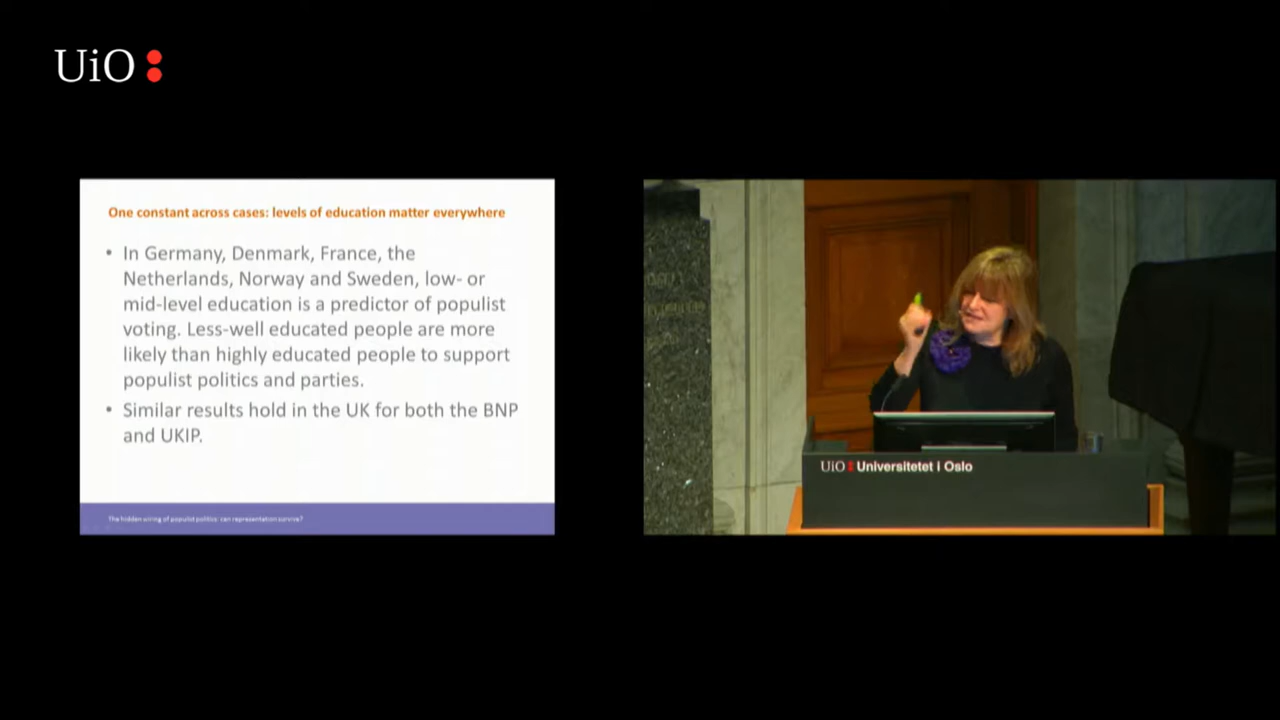 UiO:
One constant across cases: levels of education matter everywhere
• In Germany, Denmark, France, the
Netherlands, Norway and Sweden, low- or
mid-level education is a predictor of populist
voting. Less-well educated people are more
likely than highly educated people to support
populist politics and parties.
• Similar results hold in the UK for both the BNP
and UKIP.
The hidden wiring of populist politics: can representation survive?
UiO: Universitetet i Oslo